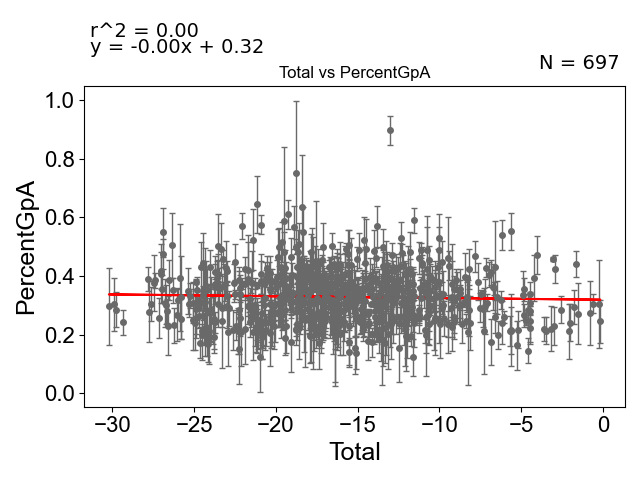 r^2 = 0.00
y = -0.00x + 0.32
N = 697
Total vs PercentGpA
1.0
0.8
0.6
0.4
0.2
0.0
PercentGpA
−30 −25 −20 −15 −10 −5 0
Total